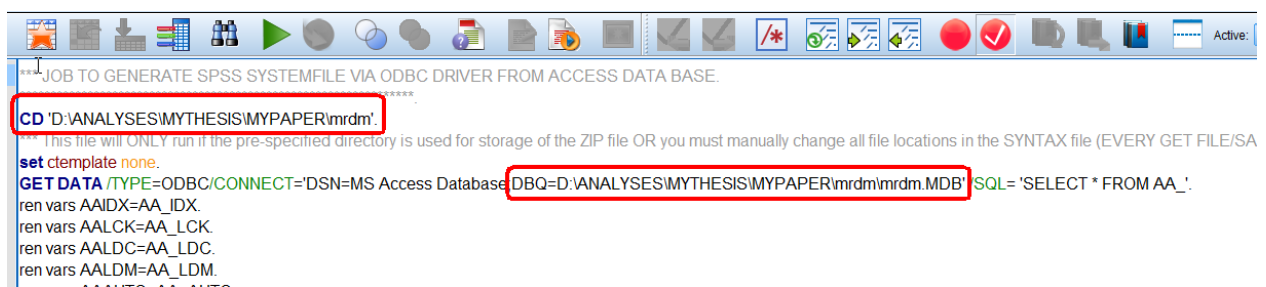 /*
Active:
***JOB TO GENERATE SPSS SYSTEMFILE VIA ODBC DRIVER FROM ACCESS DATA BASE.
CD 'D:\ANALYSES\MYTHESIS\MYPAPER\mrdm'.
*** This file will ONLY run if the pre-specified directory is used for storage of the ZIP file OR you must manually change all file locations in the SYNTAX file (EVERY GET FILE/SA
set ctemplate none.
GET DATA /TYPE=ODBC/CONNECT='DSN=MS Access Database;DBQ=D:\ANALYSES\MYTHESIS\MYPAPER\mrdm\mrdm.MDB' /SQL= 'SELECT * FROM AA_'.
ren vars AAIDX=AA_IDX.
ren vars AALCK=AA_LCK.
ren vars AALDC=AA_LDC.
ren vars AALDM=AA_LDM.